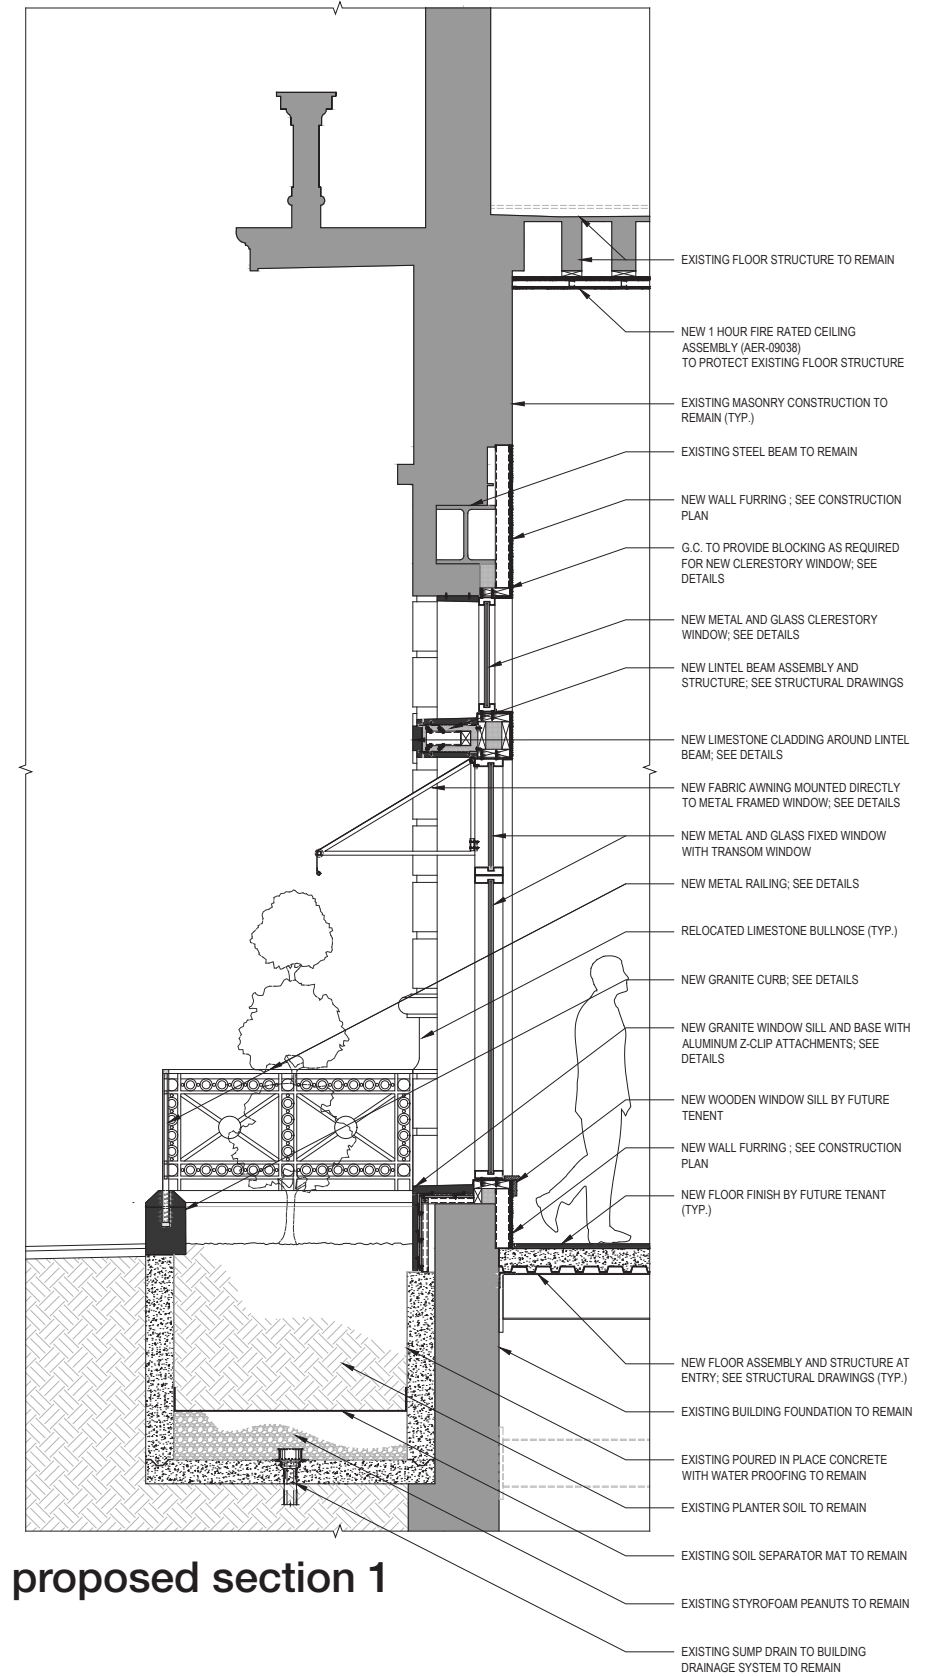 EXISTING FLOOR STRUCTURE TO REMAIN
NEW 1 HOUR FIRE RATED CEILING
ASSEMBLY (AER-09038)
TO PROTECT EXISTING FLOOR STRUCTURE
EXISTING MASONRY CONSTRUCTION TO
REMAIN (TYP.)
EXISTING STEEL BEAM TO REMAIN
NEW WALL FURRING ; SEE CONSTRUCTION
PLAN
G.C. TO PROVIDE BLOCKING AS REQUIRED
FOR NEW CLERESTORY WINDOW; SEE
DETAILS
NEW METAL AND GLASS CLERESTORY
WINDOW; SEE DETAILS
NEW LINTEL BEAM ASSEMBLY AND
STRUCTURE; SEE STRUCTURAL DRAWINGS
NEW LIMESTONE CLADDING AROUND LINTEL
BEAM; SEE DETAILS
NEW FABRIC AWNING MOUNTED DIRECTLY
TO METAL FRAMED WINDOW; SEE DETAILS
NEW METAL AND GLASS FIXED WINDOW
WITH TRANSOM WINDOW
NEW METAL RAILING; SEE DETAILS
RELOCATED LIMESTONE BULLNOSE (TYP.)
NEW GRANITE CURB; SEE DETAILS
NEW GRANITE WINDOW SILL AND BASE WITH
ALUMINUM Z-CLIP ATTACHMENTS; SEE
DETAILS
NEW WOODEN WINDOW SILL BY FUTURE
TENENT
NEW WALL FURRING ; SEE CONSTRUCTION
PLAN
NEW FLOOR FINISH BY FUTURE TENANT
(TYP.)
NEW FLOOR ASSEMBLY AND STRUCTURE AT
ENTRY; SEE STRUCTURAL DRAWINGS (TYP.)
EXISTING BUILDING FOUNDATION TO REMAIN
EXISTING POURED IN PLACE CONCRETE
WITH WATER PROOFING TO REMAIN
EXISTING PLANTER SOIL TO REMAIN
EXISTING SOIL SEPARATOR MAT TO REMAIN
proposed section 1
EXISTING STYROFOAM PEANUTS TO REMAIN
EXISTING SUMP DRAIN TO BUILDING
DRAINAGE SYSTEM TO REMAIN